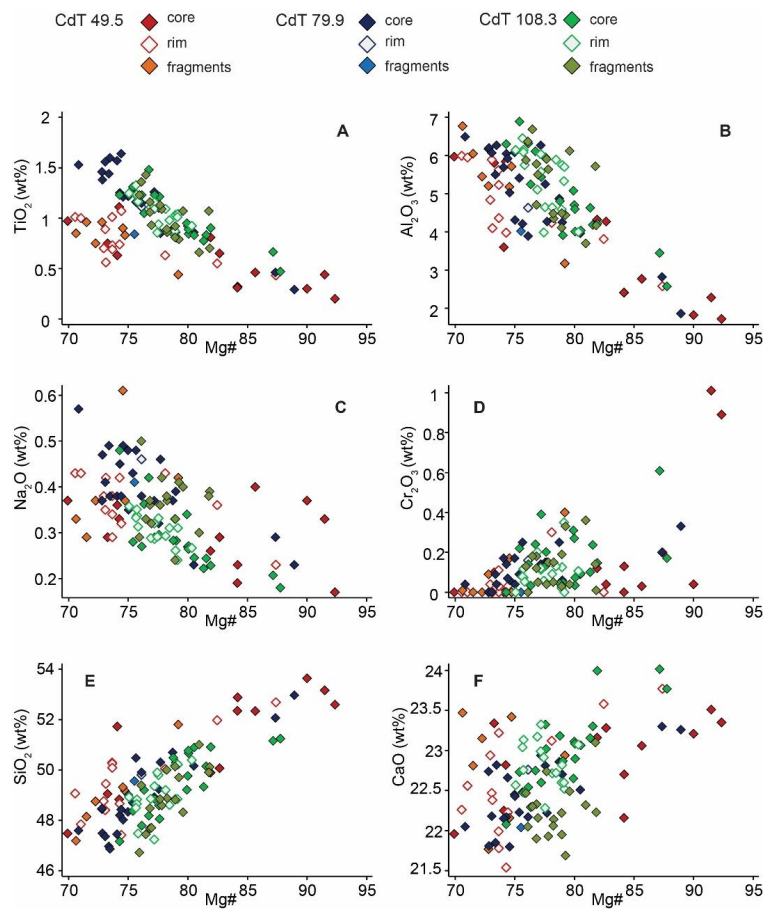 CdT 49.5 core CdT 79.9 core CdT 108.3 core
rim rim rim
fragments fragments fragments
A
TiO2 (wt%)
2
1.5
1
0.5
0
70 75 80 85 90 95
Mg#
B
Al2O3 (wt%)
7
6
5
4
3
2
70 75 80 85 90 95
Mg#
C
Na2O (wt%)
0.6
0.5
0.4
0.3
0.2
70 75 80 85 90 95
Mg#
D
Cr2O3 (wt%)
1
0.8
0.6
0.4
0.2
0
70 75 80 85 90 95
Mg#
E
SiO2 (wt%)
54
52
50
48
46
70 75 80 85 90 95
Mg#
F
CaO (wt%)
24
23.5
23
22.5
22
21.5
70 75 80 85 90 95
Mg#